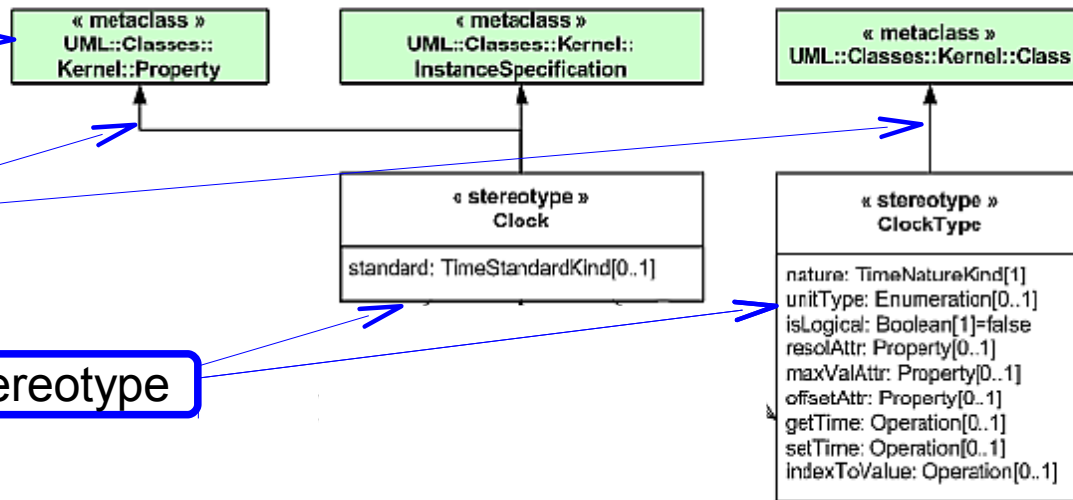 « metaclass »
UML::Classes::
Kernel::Property
« metaclass »
UML::Classes::Kernel::
InstanceSpecification
« metaclass »
UML::Classes::Kernel::Class
« stereotype »
Clock
standard: TimeStandardKind[0..1]
« stereotype »
ClockType
nature: TimeNatureKind[1]
unitType: Enumeration[0..1]
isLogical: Boolean[1]=false
resolAttr: Property[0..1]
maxValAttr: Property[0..1]
offsetAttr: Property[0..1]
getTime: Operation[0..1]
setTime: Operation[0..1]
indexToValue: Operation[0..1]
ereotype